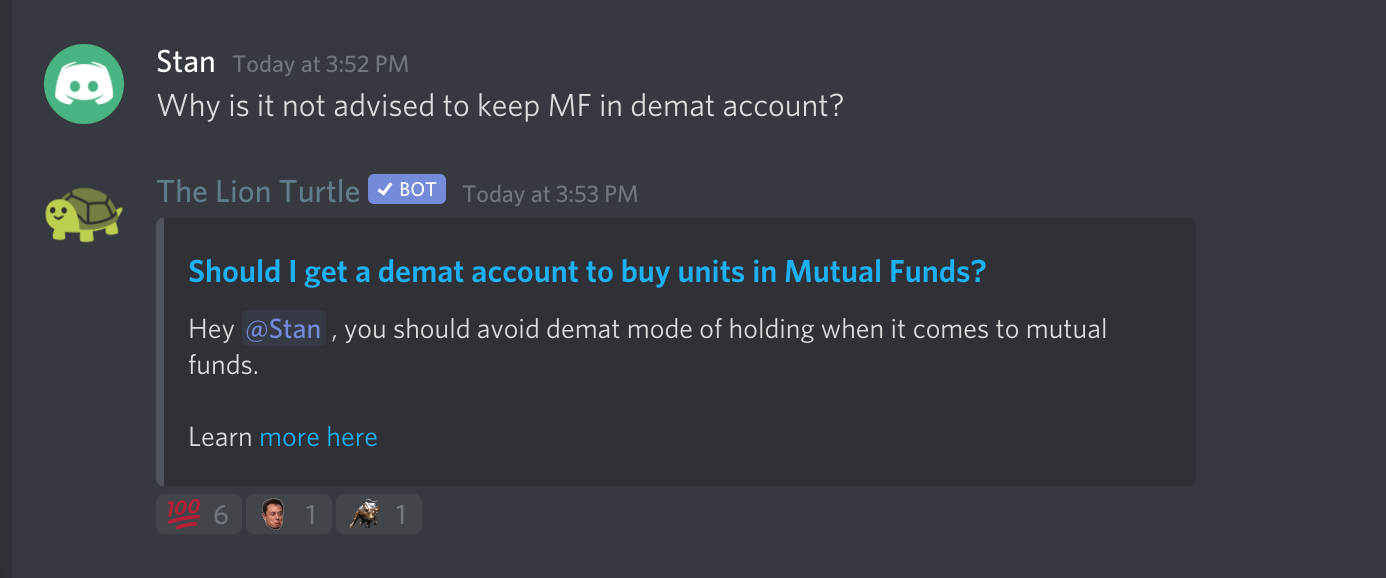 Stan Today at 3:52 PM
Why is it not advised to keep MF in demat account?
The Lion Turtle ✓ BOT Today at 3:53 PM
Should I get a demat account to buy units in Mutual Funds?
Hey @Stan , you should avoid demat mode of holding when it comes to mutual
funds.
Learn more here
💯 6 1 1